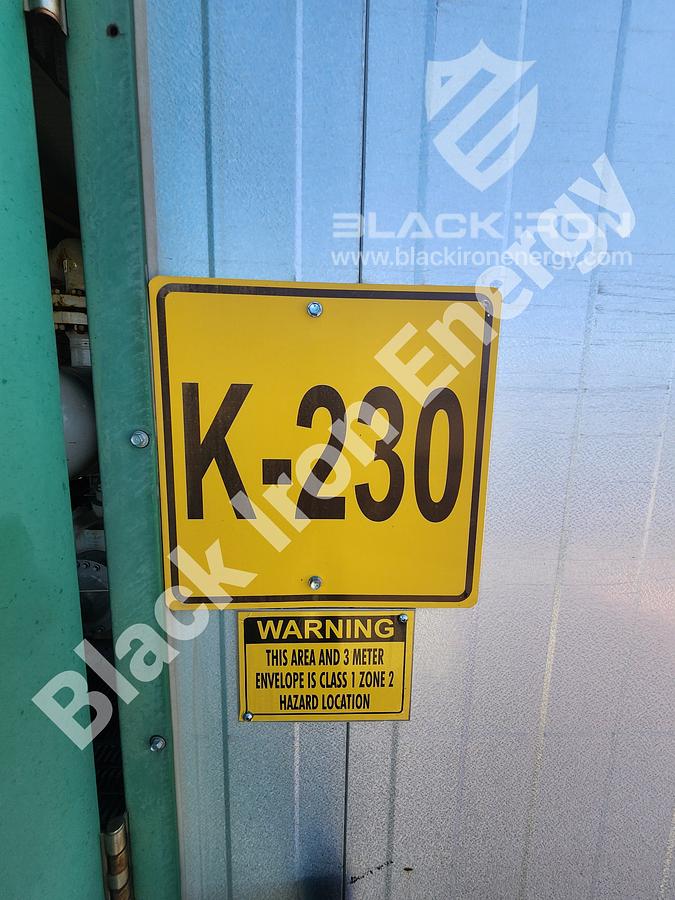 BLACK iRON
www.blackironenergy.com
Black Iron Energy
K-230
WARNING
THIS AREA AND 3 METER
ENVELOPE IS CLASS 1 ZONE 2
HAZARD LOCATION